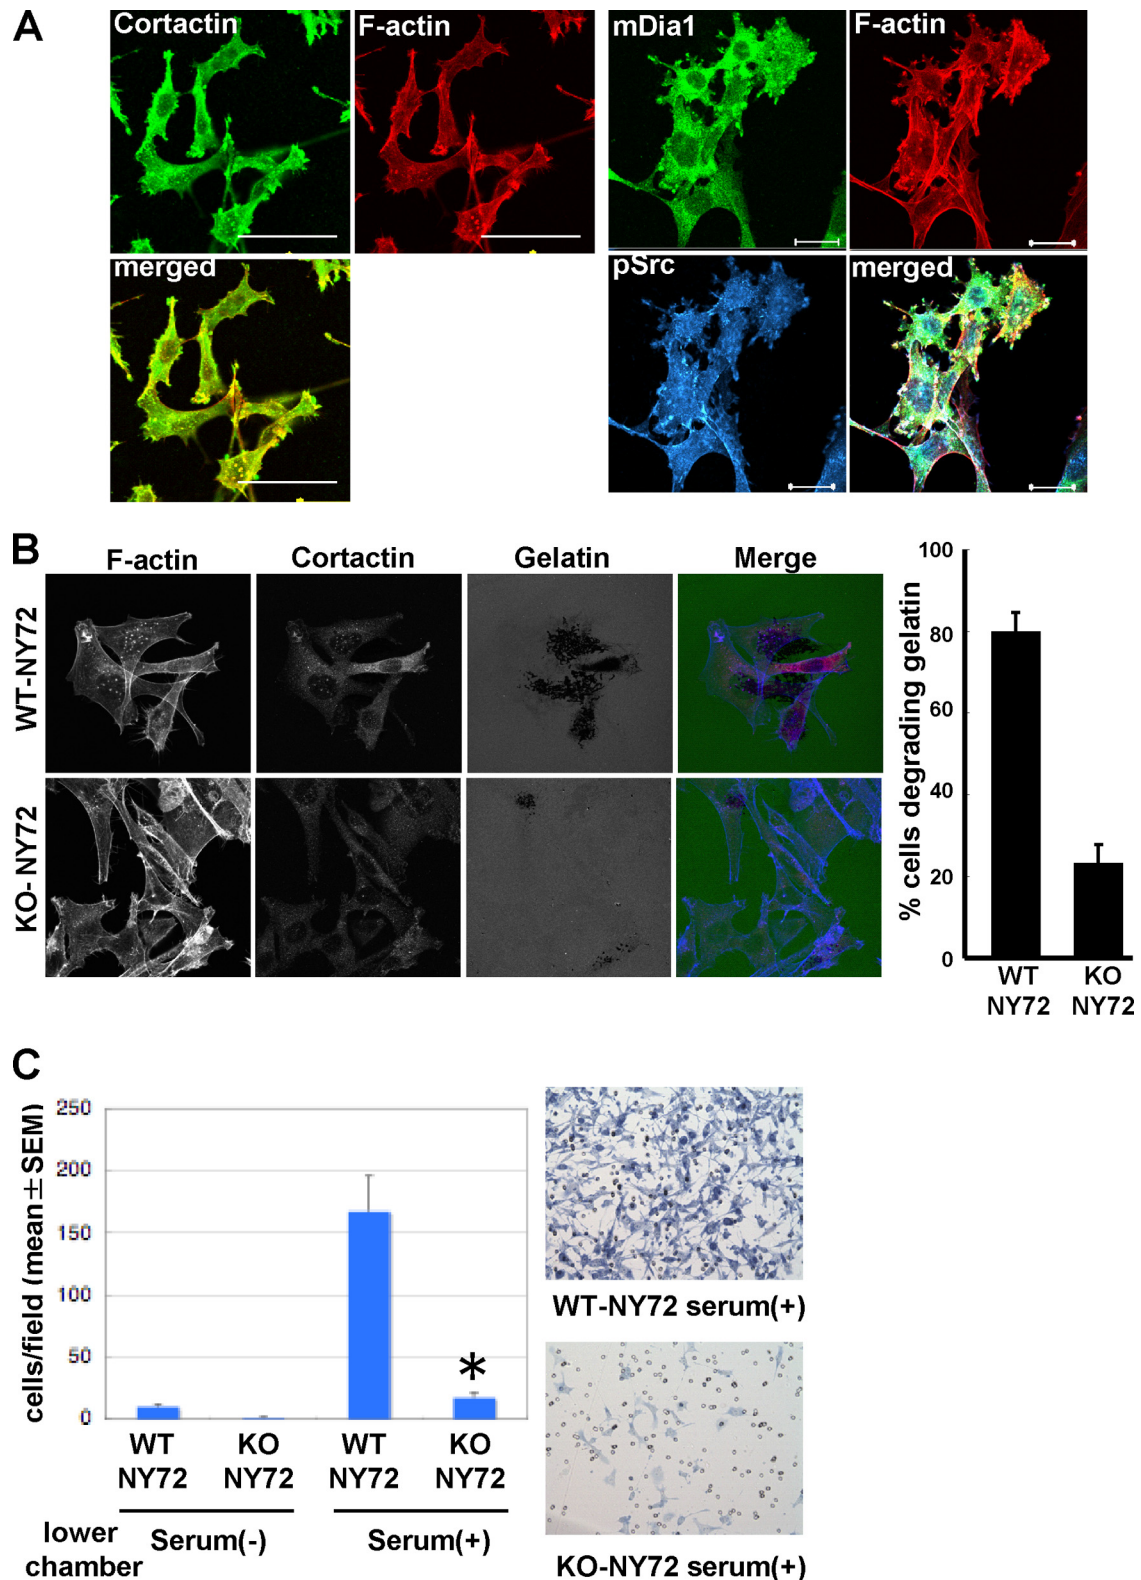 A
Cortactin
F-actin
mDia1
F-actin
merged
pSrc
merged
B
F-actin
Cortactin
Gelatin
Merge
WT-NY72
KO-NY72
% cells degrading gelatin
100
80
60
40
20
0
WT
NY72
KO
NY72
C
cells/field (mean±SEM)
250
200
150
100
50
0
*
WT
NY72
KO
NY72
WT
NY72
KO
NY72
lower
chamber
Serum(-)
Serum(+)
WT-NY72 serum(+)
KO-NY72 serum(+)